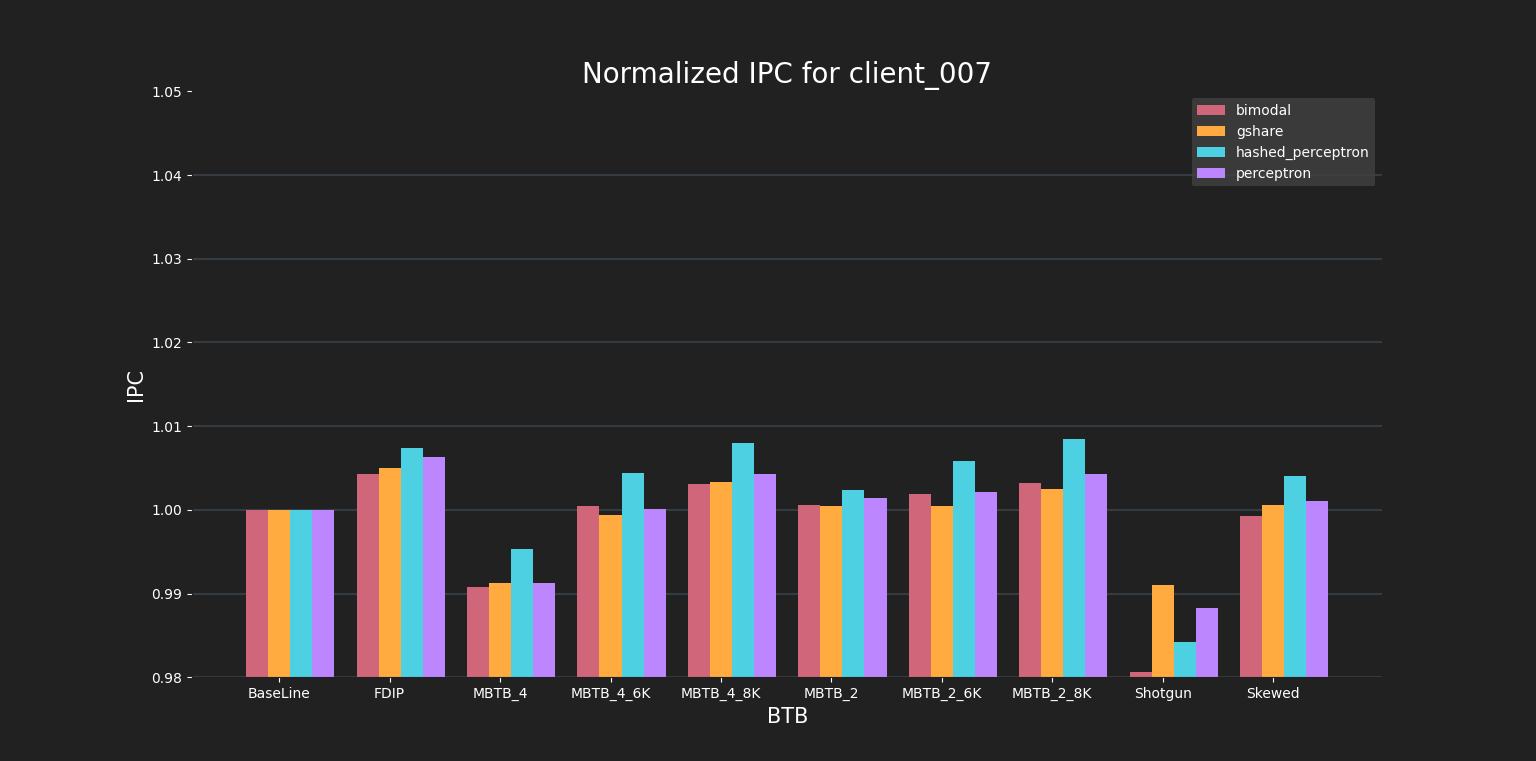 Normalized IPC for client_007
1.05
1.04
1.03
1.02
1.01
1.00
0.99
0.98
IPC
bimodal
gshare
hashed_perceptron
perceptron
BaseLine FDIP MBTB_4 MBTB_4_6K MBTB_4_8K MBTB_2 MBTB_2_6K MBTB_2_8K Shotgun Skewed
BTB